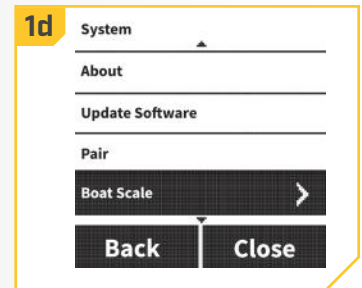 1d
System
About
Update Software
Pair
Boat Scale
Back Close